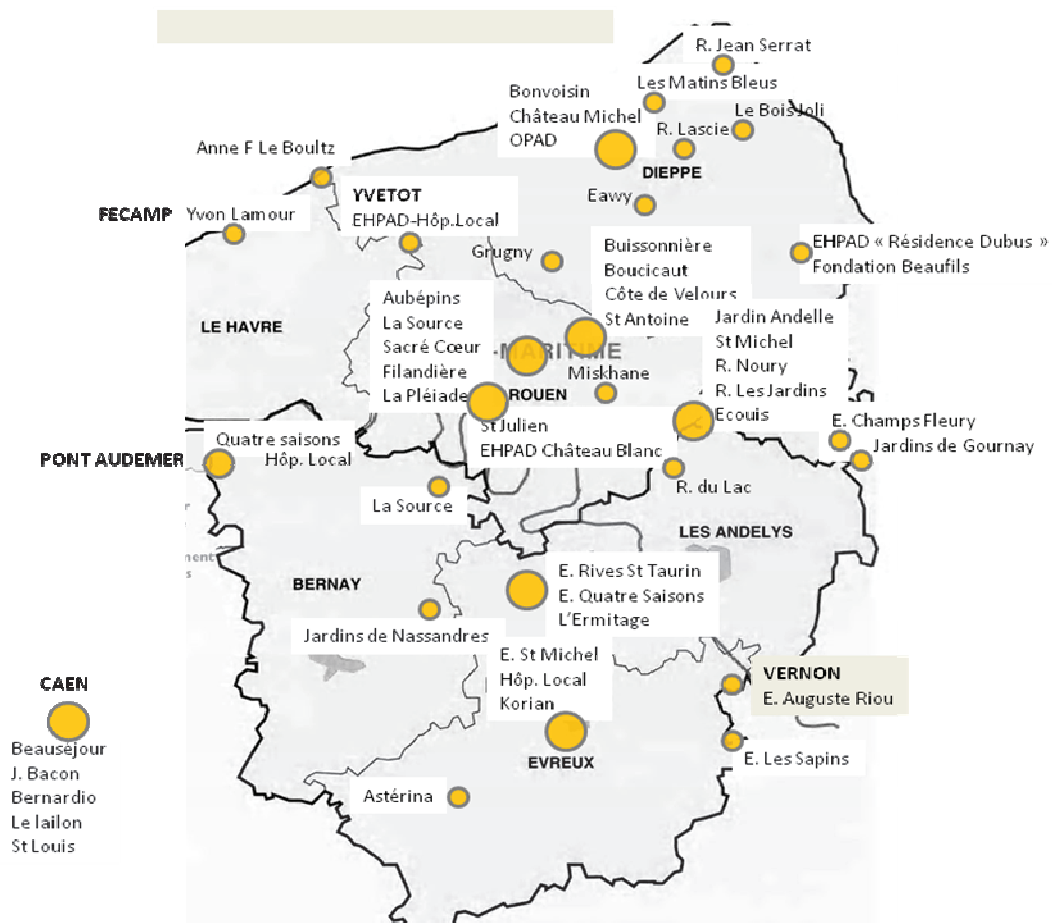 R. Jean Serrat
Les Matins Bleus
Bonvoisin
Château Michel
OPAD
Le Bois Joli
R. Lascie
DIEPPE
Anne F Le Boultz
YVETOT
EHPAD-Hôp.Local
Eawy
FECAMP
Yvon Lamour
Grugny
Buissonnière
Boucicaut
Côte de Velours
St Antoine
EHPAD « Résidence Dubus »
Fondation Beaufils
Aubépins
La Source
Sacré Cœur
Filandière
La Pléiade
LE HAVRE
Jardin Andelle
St Michel
R. Noury
R. Les Jardins
Ecouis
-MARITIME
Miskhane
ROUEN
St Julien
EHPAD Château Blanc
E. Champs Fleury
Jardins de Gournay
PONT AUDEMER
Quatre saisons
Hôp. Local
La Source
R. du Lac
LES ANDELYS
nent
s
BERNAY
E. Rives St Taurin
E. Quatre Saisons
L'Ermitage
Jardins de Nassandres
E. St Michel
Hôp. Local
Korian
VERNON
E. Auguste Riou
CAEN
Beauséjour
J. Bacon
Bernardio
Le lailon
St Louis
EVREUX
E. Les Sapins
Astérina